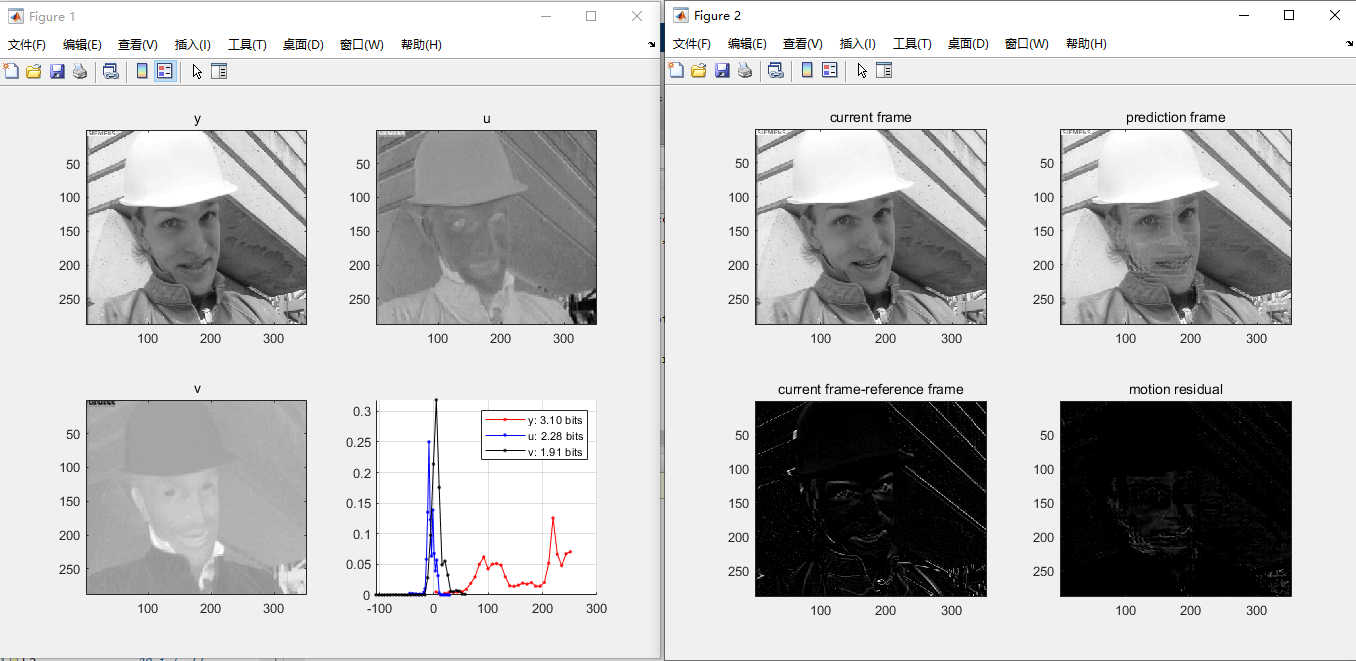 Figure 1
文件(F) 编辑(E) 查看(V) 插入(I) 工具(T) 桌面(D) 窗口(W) 帮助(H)
y
SIEMENS
50
100
150
200
250
100 200 300
u
SIEMENS
50
100
150
200
250
100 200 300
v
SIEMENS
50
100
150
200
250
100 200 300
0.3
0.25
0.2
0.15
0.1
0.05
0
-100 0 100 200 300
y: 3.10 bits
u: 2.28 bits
v: 1.91 bits
Figure 2
文件(F) 编辑(E) 查看(V) 插入(I) 工具(T) 桌面(D) 窗口(W) 帮助(H)
current frame
SIEMENS
50
100
150
200
250
100 200 300
prediction frame
SIEMENS
50
100
150
200
250
100 200 300
current frame-reference frame
50
100
150
200
250
100 200 300
motion residual
50
100
150
200
250
100 200 300